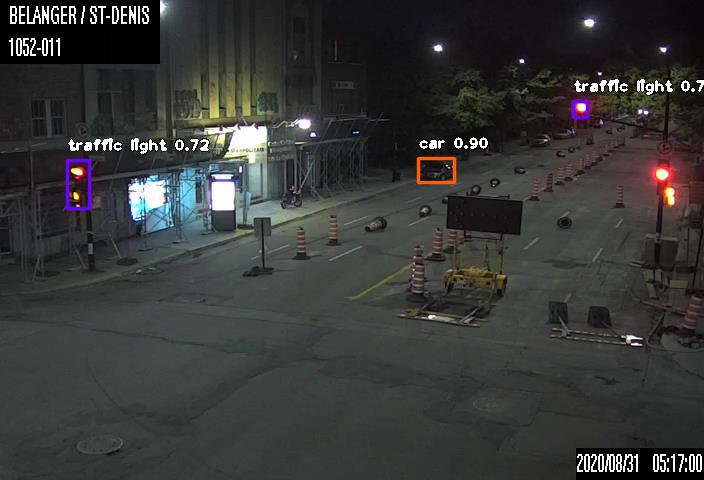 BELANGER / ST-DENIS
1052-011
traffic light 0.7
traffic light 0.72
car 0.90
2020/08/31 05:17:00